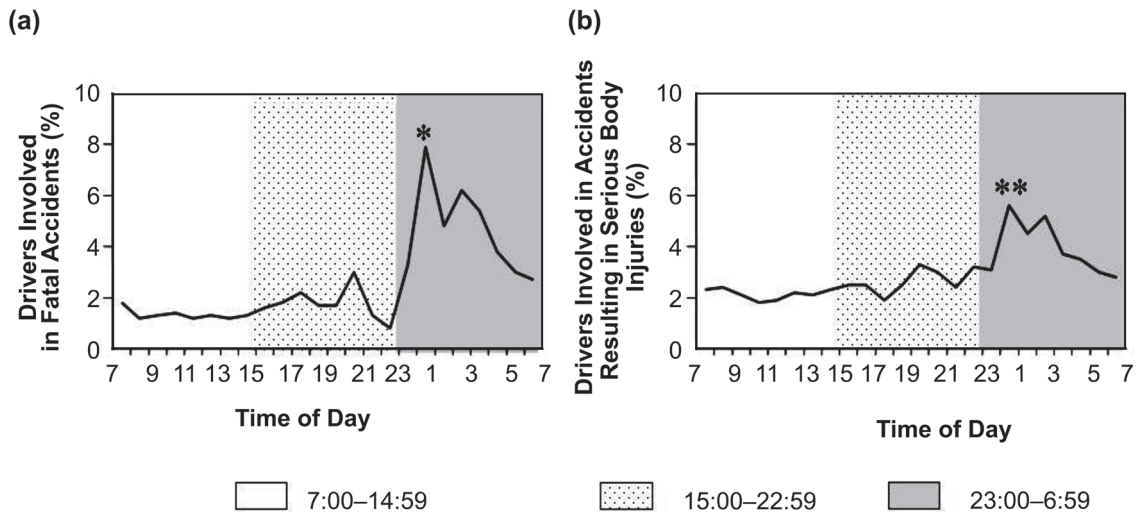 (a)
(b)
Drivers Involved
in Fatal Accidents (%)
10
8
6
4
2
0
*
7 9 11 13 15 17 19 21 23 1 3 5 7
Time of Day
Drivers Involved in Accidents
Resulting in Serious Body
Injuries (%)
10
8
6
4
2
0
**
7 9 11 13 15 17 19 21 23 1 3 5 7
Time of Day
7:00–14:59
15:00–22:59
23:00–6:59